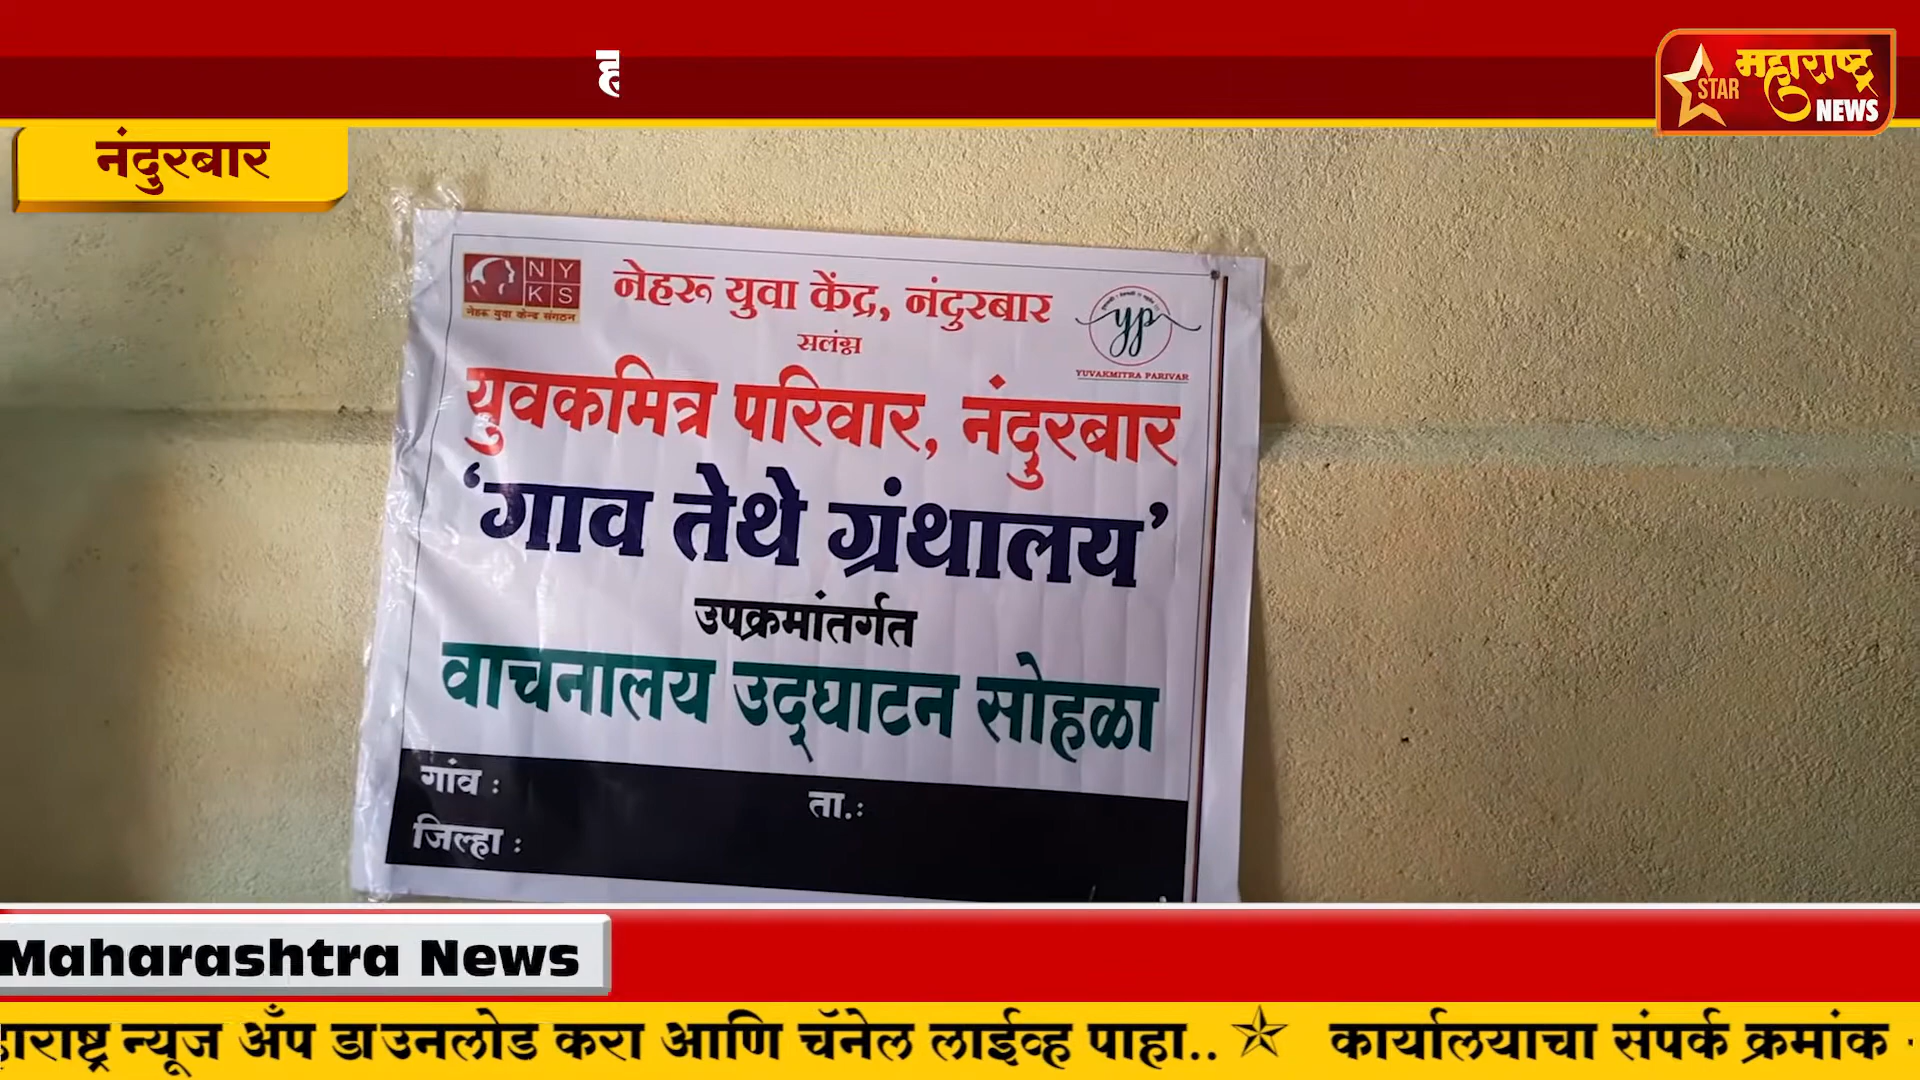 ह
STAR
महाराष्ट्र
NEWS
नंदुरबार
N Y
K S
नेहरू युवा केन्द्र संगठन
नेहरू युवा केंद्र, नंदुरबार
सलंग्न
yp
YUVAKMITRA PARIVAR
युवकमित्र परिवार, नंदुरबार
‘गाव तेथे ग्रंथालय’
उपक्रमांतर्गत
वाचनालय उद्‌घाटन सोहळा
गांव :
ता.:
जिल्हा :
Maharashtra News
हाराष्ट्र न्यूज अँप डाउनलोड करा आणि चॅनेल लाईव्ह पाहा.. कार्यालयाचा संपर्क क्रमांक